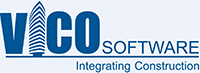 VICO SOFTWARE
Integrating Construction